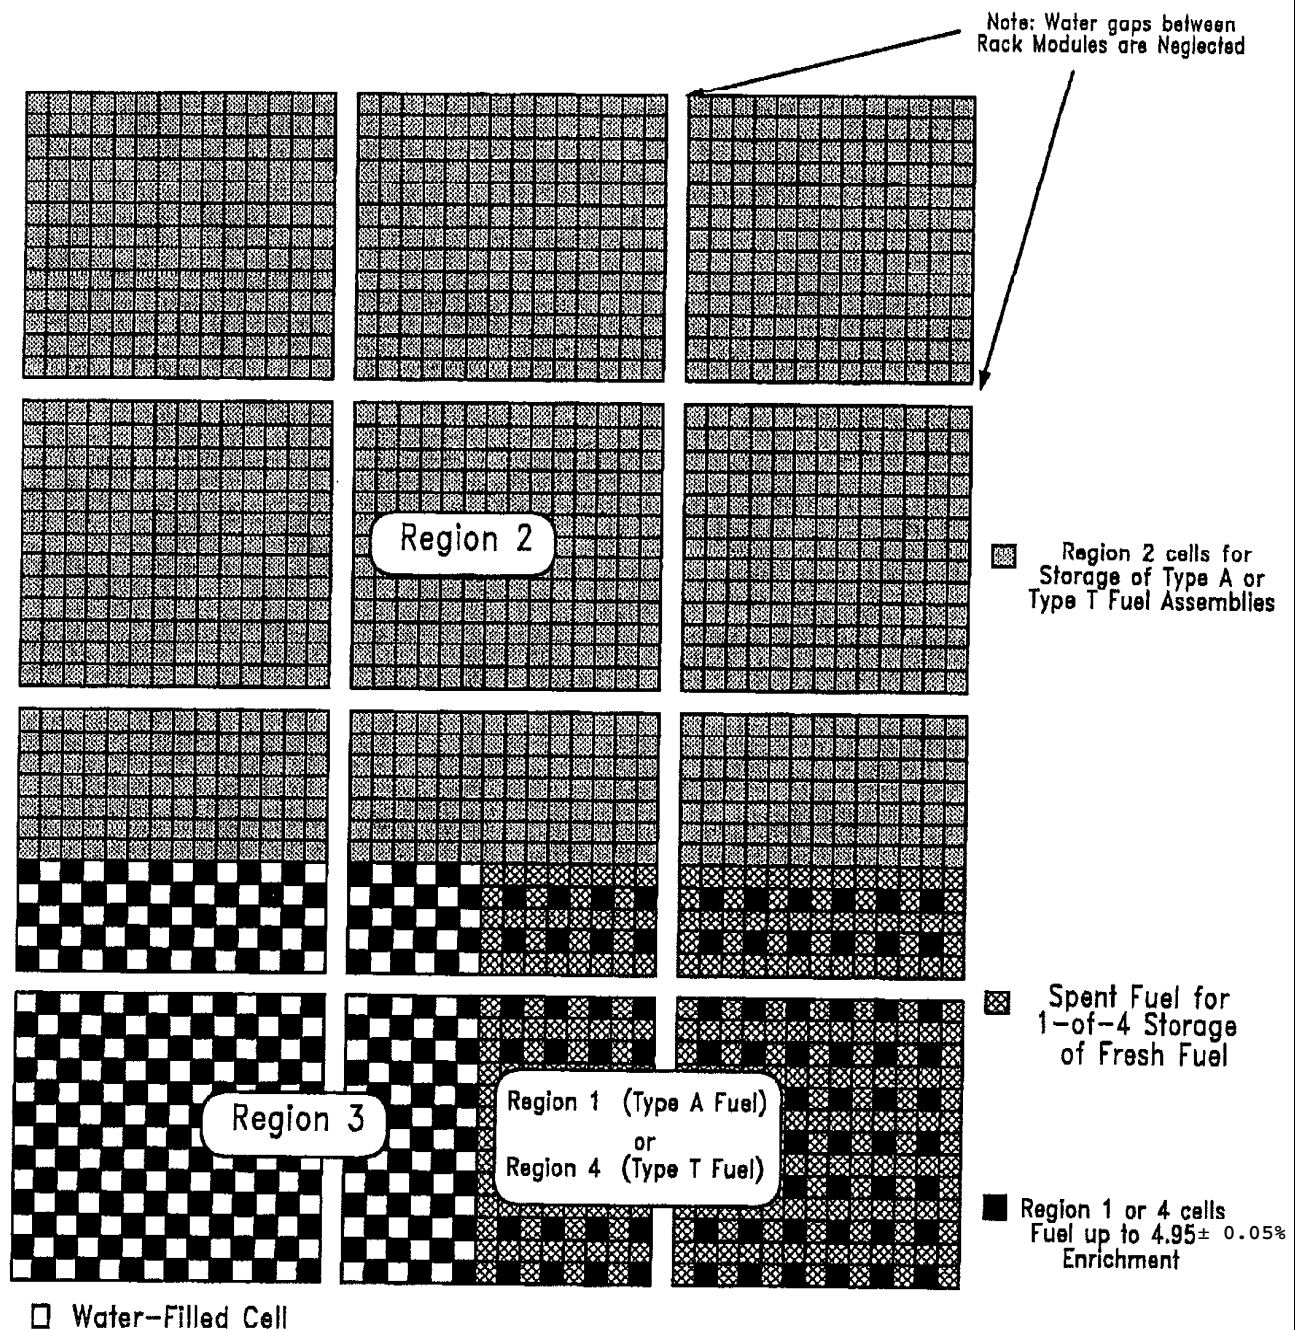 Note: Water gaps between
Rack Modules are Neglected
Region 2
Region 2 cells for
Storage of Type A or
Type T Fuel Assemblies
Spent Fuel for
1-of-4 Storage
of Fresh Fuel
Region 3
Region 1 (Type A Fuel)
or
Region 4 (Type T Fuel)
Region 1 or 4 cells
Fuel up to 4.95± 0.05%
Enrichment
Water-Filled Cell